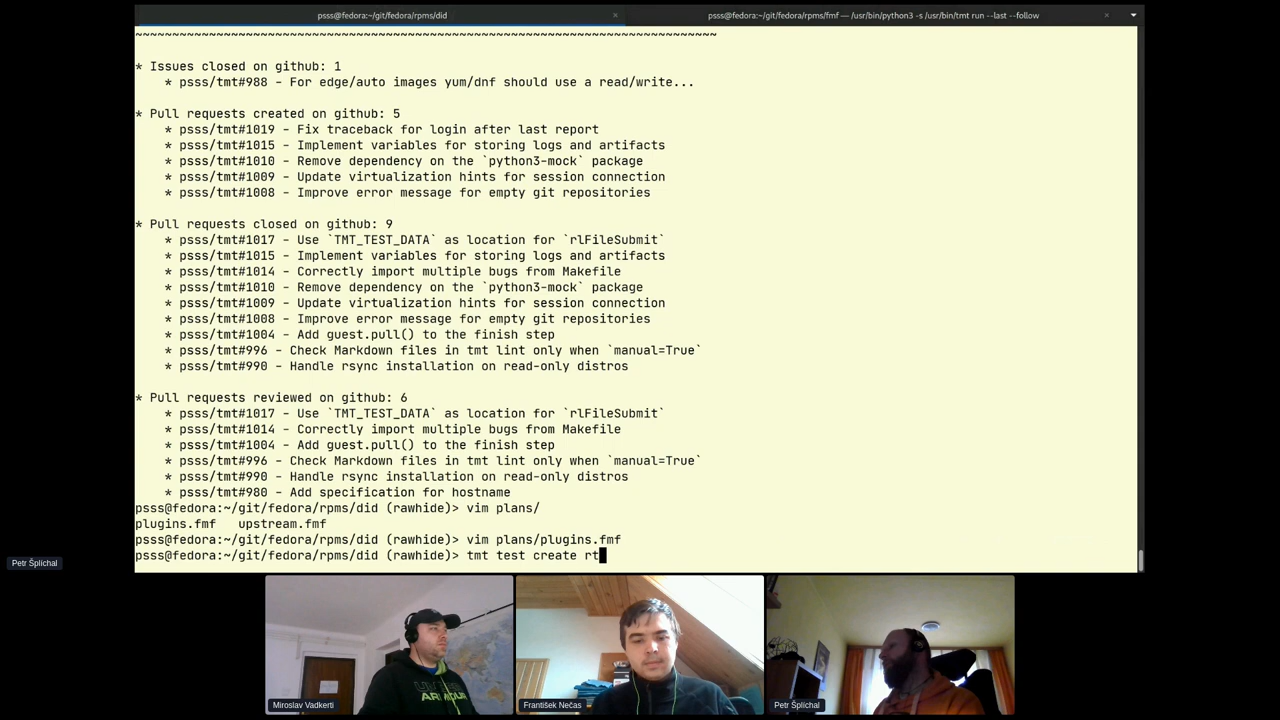 psss@fedora:~/git/fedora/rpms/did
psss@fedora:~/git/fedora/rpms/fmf — /usr/bin/python3 -s /usr/bin/tmt run --last --follow
~~~~~~~~~~~~~~~~~~~~~~~~~~~~~~~~~~~~~~~~~~~~~~~~~~~~~~~~~~~~~~~~~~~~~~~~~~~~~~~
* Issues closed on github: 1
* psss/tmt#988 - For edge/auto images yum/dnf should use a read/write...
* Pull requests created on github: 5
* psss/tmt#1019 - Fix traceback for login after last report
* psss/tmt#1015 - Implement variables for storing logs and artifacts
* psss/tmt#1010 - Remove dependency on the `python3-mock` package
* psss/tmt#1009 - Update virtualization hints for session connection
* psss/tmt#1008 - Improve error message for empty git repositories
* Pull requests closed on github: 9
* psss/tmt#1017 - Use `TMT_TEST_DATA` as location for `rlFileSubmit`
* psss/tmt#1015 - Implement variables for storing logs and artifacts
* psss/tmt#1014 - Correctly import multiple bugs from Makefile
* psss/tmt#1010 - Remove dependency on the `python3-mock` package
* psss/tmt#1009 - Update virtualization hints for session connection
* psss/tmt#1008 - Improve error message for empty git repositories
* psss/tmt#1004 - Add guest.pull() to the finish step
* psss/tmt#996 - Check Markdown files in tmt lint only when `manual=True`
* psss/tmt#990 - Handle rsync installation on read-only distros
* Pull requests reviewed on github: 6
* psss/tmt#1017 - Use `TMT_TEST_DATA` as location for `rlFileSubmit`
* psss/tmt#1014 - Correctly import multiple bugs from Makefile
* psss/tmt#1004 - Add guest.pull() to the finish step
* psss/tmt#996 - Check Markdown files in tmt lint only when `manual=True`
* psss/tmt#990 - Handle rsync installation on read-only distros
* psss/tmt#980 - Add specification for hostname
psss@fedora:~/git/fedora/rpms/did (rawhide)> vim plans/
plugins.fmf upstream.fmf
psss@fedora:~/git/fedora/rpms/did (rawhide)> vim plans/plugins.fmf
psss@fedora:~/git/fedora/rpms/did (rawhide)> tmt test create rt
Petr Šplíchal
Miroslav Vadkerti
František Nečas
Petr Šplíchal